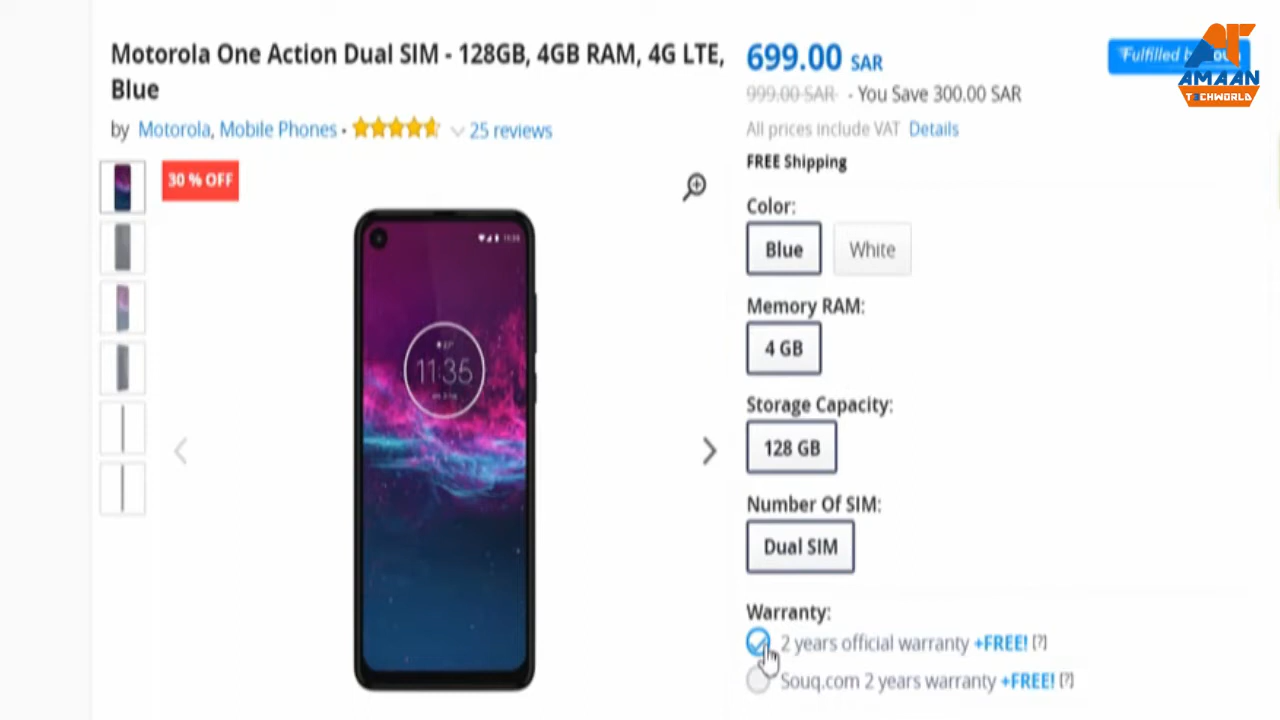 Motorola One Action Dual SIM - 128GB, 4GB RAM, 4G LTE,
Blue
by Motorola, Mobile Phones • 25 reviews
30 % OFF
11:35
699.00 SAR
999.00 SAR - You Save 300.00 SAR
All prices include VAT Details
FREE Shipping
Fulfilled
AMAAN
TECHWORLD
Color:
Blue White
Memory RAM:
4 GB
Storage Capacity:
128 GB
Number Of SIM:
Dual SIM
Warranty:
2 years official warranty +FREE! [?]
Souq.com 2 years warranty +FREE! [?]